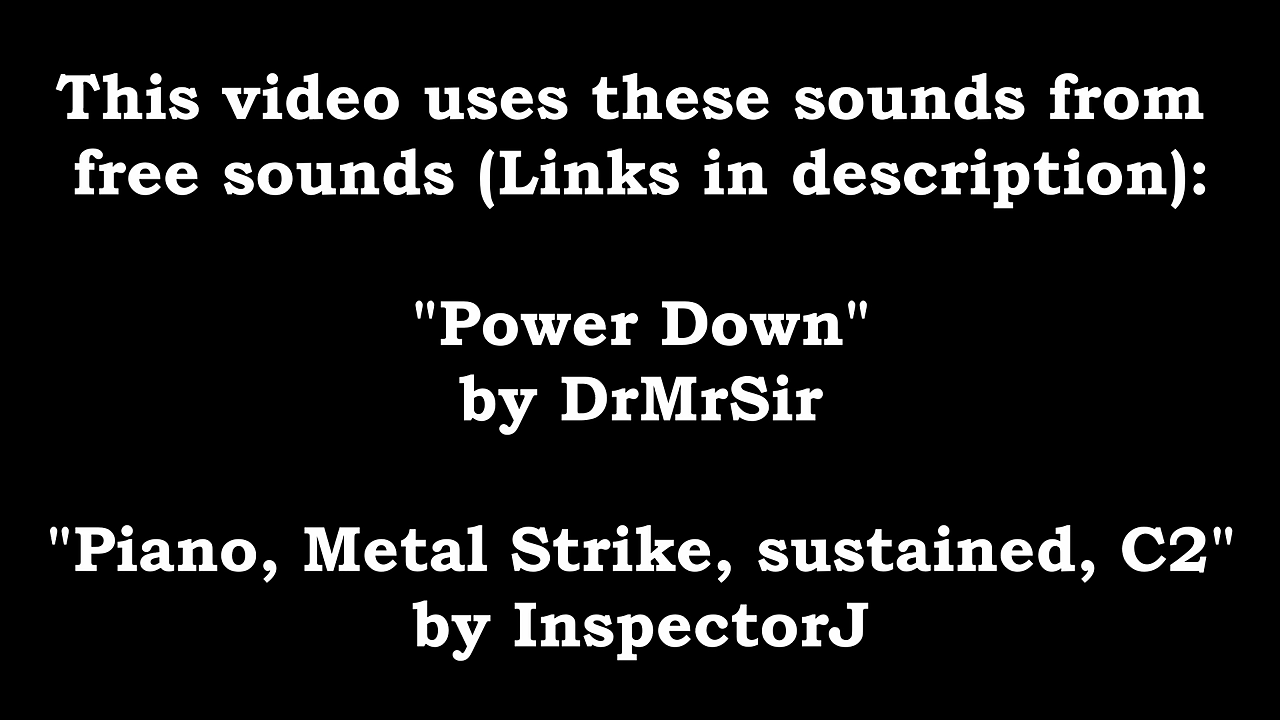 This video uses these sounds from
free sounds (Links in description):
"Power Down"
by DrMrSir
"Piano, Metal Strike, sustained, C2"
by InspectorJ